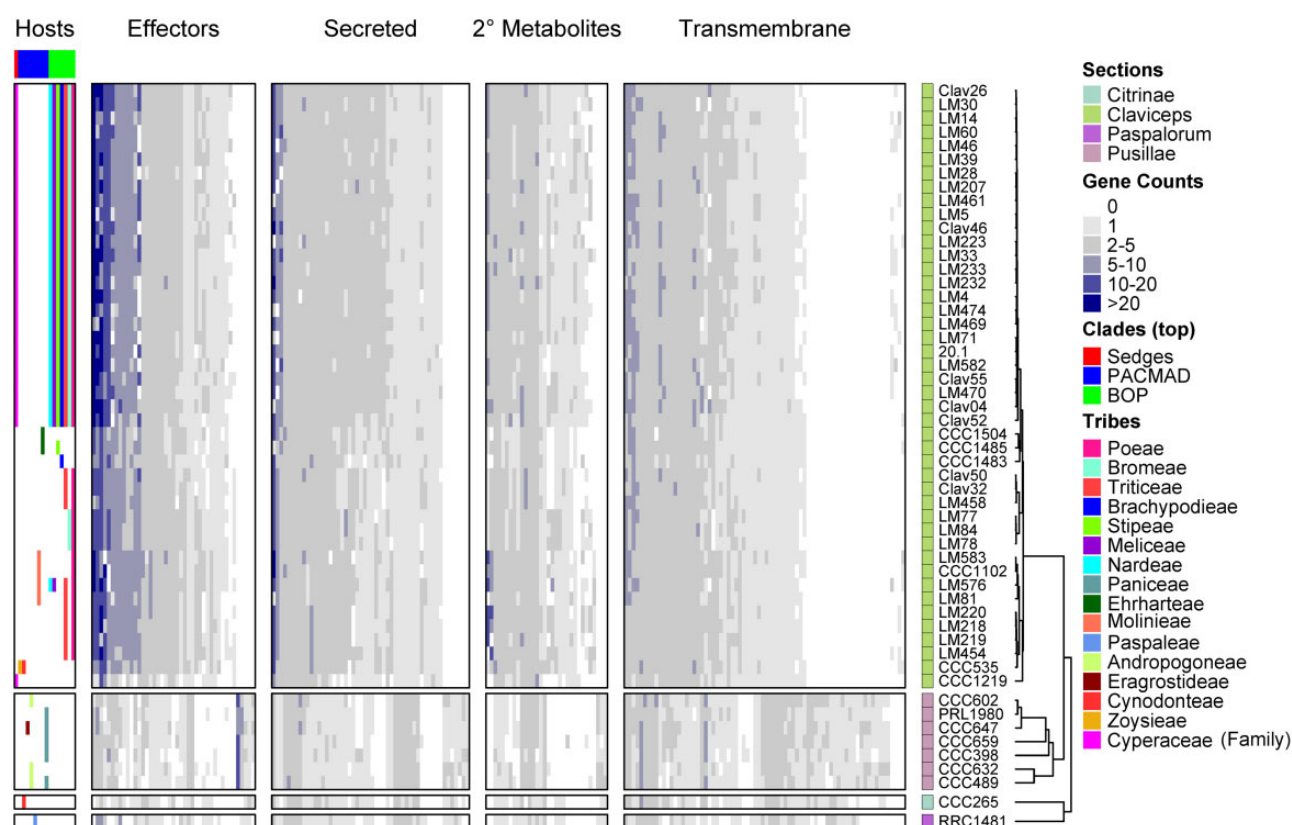 Hosts Effectors Secreted 2° Metabolites Transmembrane
Clav26
LM30
LM14
LM60
LM46
LM39
LM28
LM207
LM461
LM5
Clav46
LM223
LM33
LM233
LM232
LM4
LM474
LM469
LM71
20.1
LM582
Clav55
LM470
Clav04
Clav52
CCC1504
CCC1485
CCC1483
Clav50
Clav32
LM458
LM77
LM84
LM78
LM583
CCC1102
LM576
LM81
LM220
LM218
LM219
LM454
CCC535
CCC1219
CCC602
PRL1980
CCC647
CCC659
CCC398
CCC632
CCC489
CCC265
RRC1481
Sections
Citrinae
Claviceps
Paspalorum
Pusillae
Gene Counts
0
1
2-5
5-10
10-20
>20
Clades (top)
Sedges
PACMAD
BOP
Tribes
Poeae
Bromeae
Triticeae
Brachypodieae
Stipeae
Meliceae
Nardeae
Paniceae
Ehrharteae
Molinieae
Paspaleae
Andropogoneae
Eragrostideae
Cynodonteae
Zoysieae
Cyperaceae (Family)